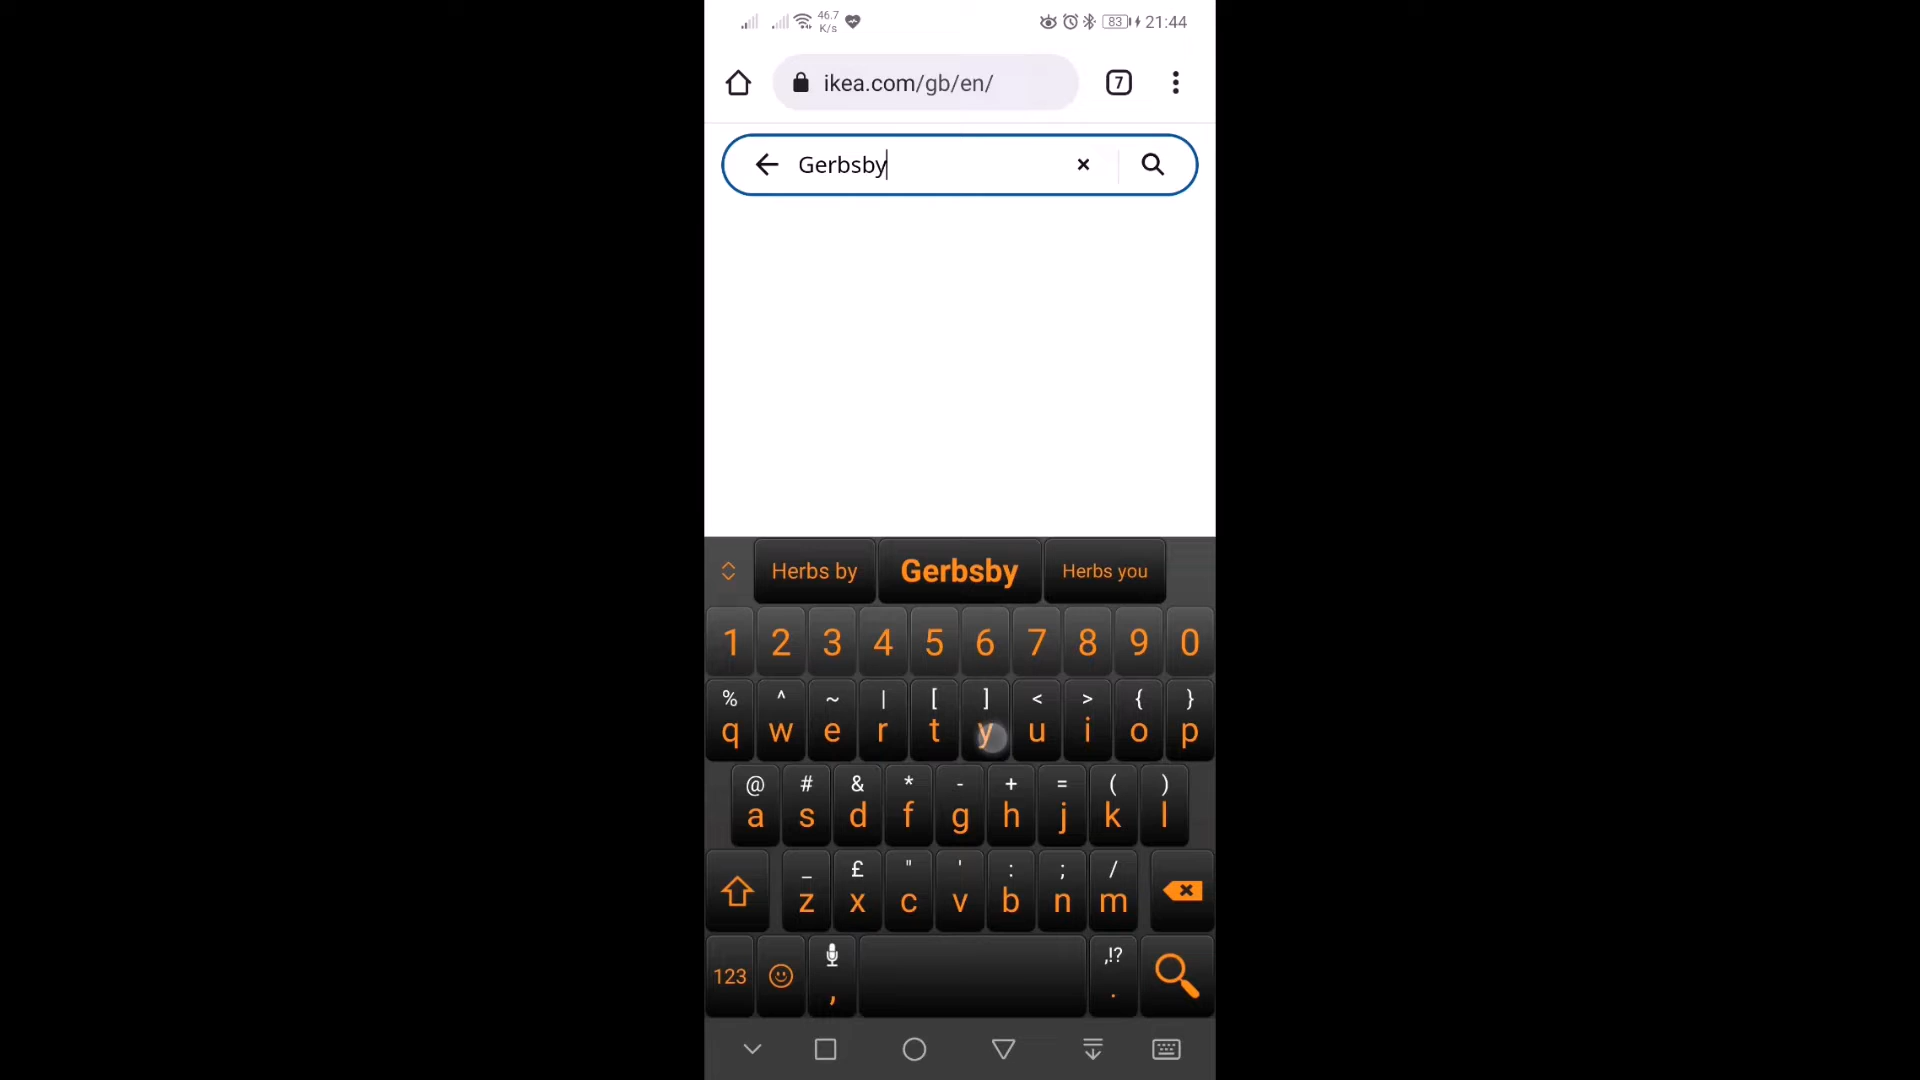 46.7
K/s
83
21:44
ikea.com/gb/en/
7
Gerbsby
Herbs by Gerbsby Herbs you
1 2 3 4 5 6 7 8 9 0
% ^ ~ | [ ] < > { }
q w e r t y u i o p
@ # & * - + = ( )
a s d f g h j k l
_ £ " ' : ; /
z x c v b n m
,!?
123 , .